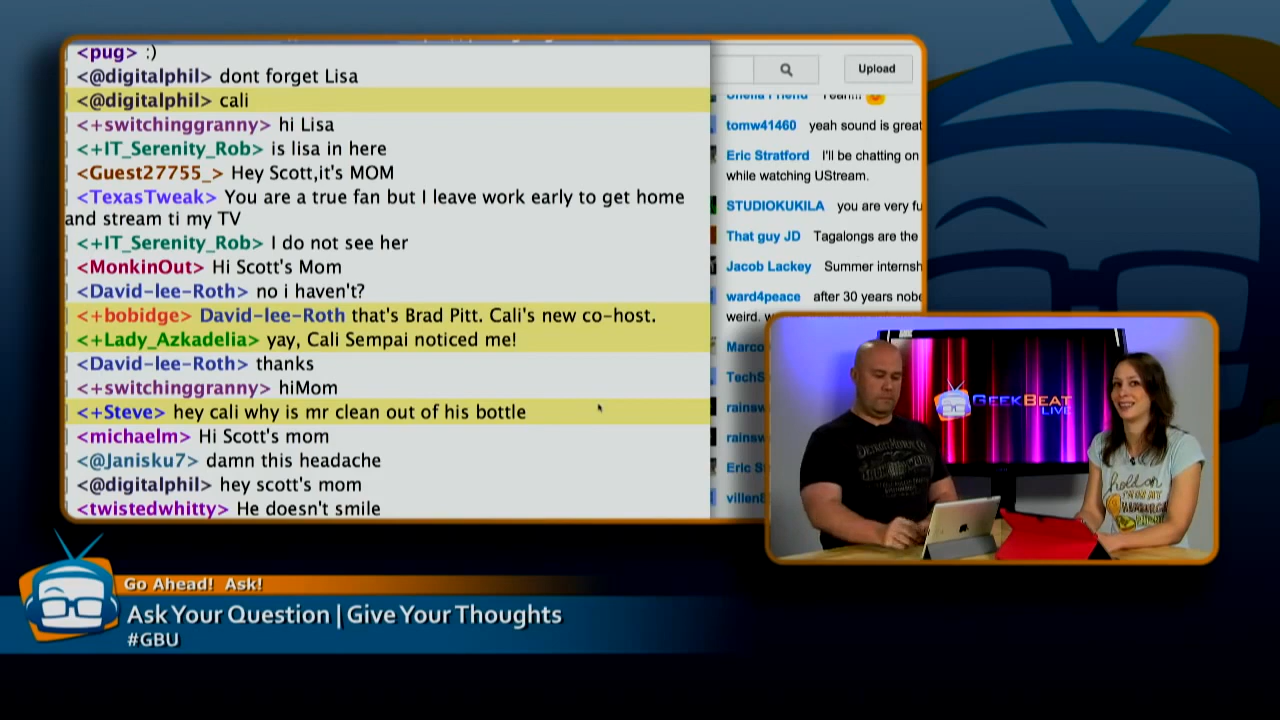 <pug> :)
<@digitalphil> dont forget Lisa
<@digitalphil> cali
<+switchinggranny> hi Lisa
<+IT_Serenity_Rob> is lisa in here
<Guest27755_> Hey Scott,it's MOM
<TexasTweak> You are a true fan but I leave work early to get home
and stream ti my TV
<+IT_Serenity_Rob> I do not see her
<MonkinOut> Hi Scott's Mom
<David-lee-Roth> no i haven't?
<+bobidge> David-lee-Roth that's Brad Pitt. Cali's new co-host.
<+Lady_Azkadelia> yay, Cali Sempai noticed me!
<David-lee-Roth> thanks
<+switchinggranny> hiMom
<+Steve> hey cali why is mr clean out of his bottle
<michaelm> Hi Scott's mom
<@Janisku7> damn this headache
<@digitalphil> hey scott's mom
<twistedwhitty> He doesn't smile
Upload
tomw41460 yeah sound is great
Eric Stratford I'll be chatting on
while watching UStream.
STUDIOKUKILA you are very fu
That guy JD Tagalongs are the
Jacob Lackey Summer internsh
ward4peace after 30 years nobe
weird. w
Marco
TechS
rainsw
rainsw
Eric S
villen8
GEEKBEAT
LIVE
Go Ahead! Ask!
Ask Your Question | Give Your Thoughts
#GBU